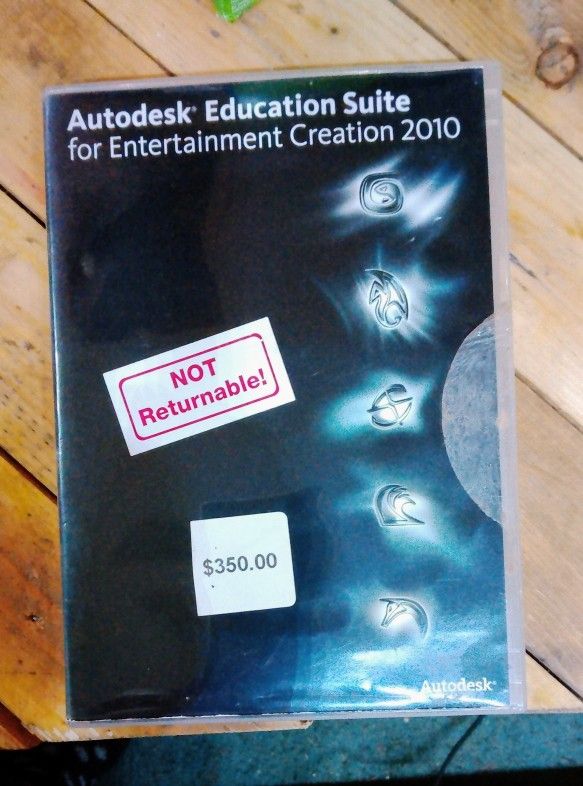 Autodesk® Education Suite
for Entertainment Creation 2010
NOT
Returnable!
$350.00
Autodesk®